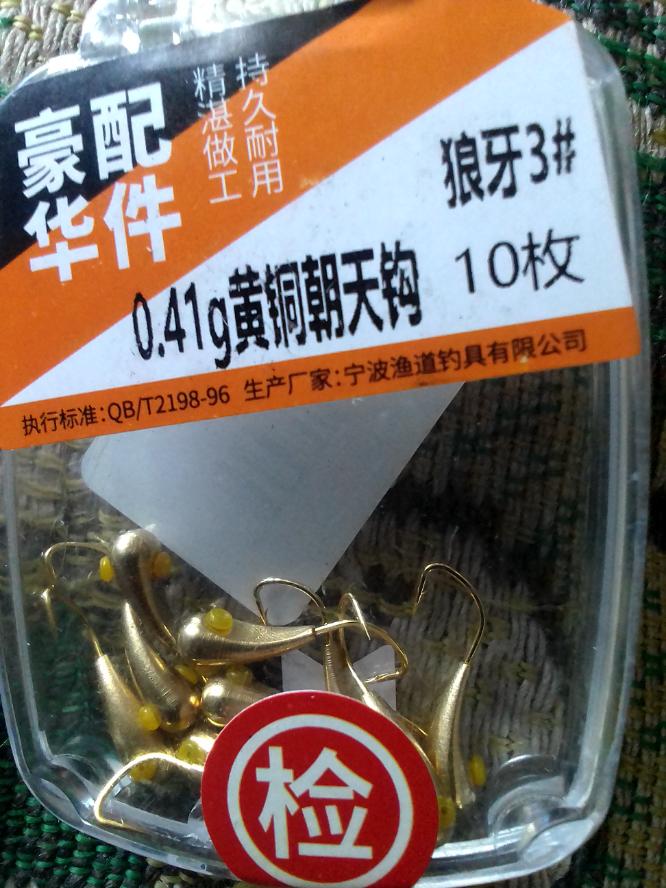 豪配
华件
持久耐用
精湛做工
狼牙3#
0.41g黄铜朝天钩 10枚
执行标准:QB/T2198-96 生产厂家:宁波渔道钓具有限公司
检